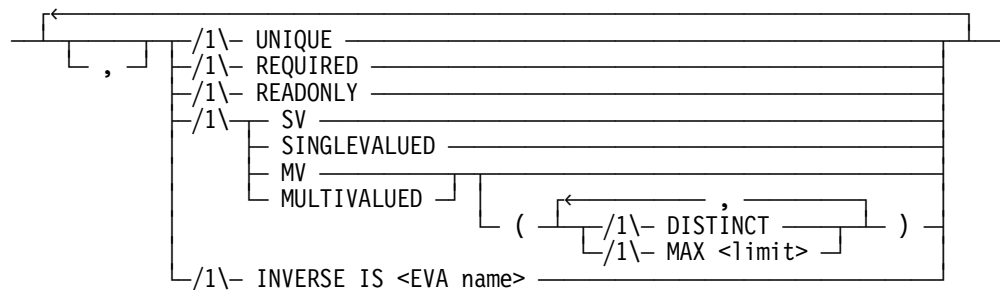 /1\ UNIQUE
, /1\ REQUIRED
/1\ READONLY
/1\ SV
SINGLEVALUED
MV
MULTIVALUED
,
( /1\ DISTINCT )
/1\ MAX <limit>
/1\ INVERSE IS <EVA name>